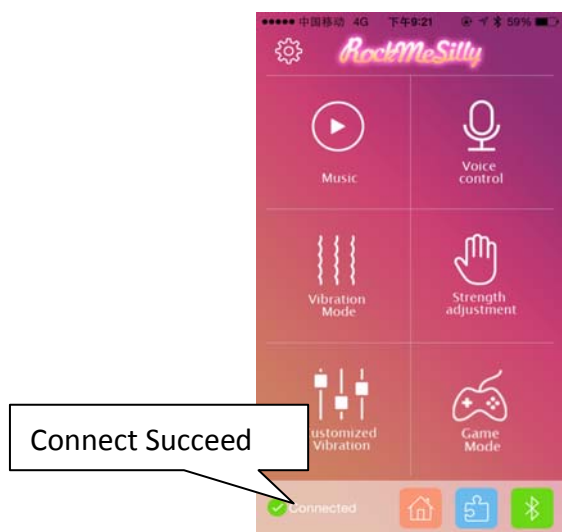 中国移动 4G 下午9:21 59%
RockMeSilly
Music
Voice
control
Vibration
Mode
Strength
adjustment
Connect Succeed
ustomized
Vibration
Game
Mode
Connected
5